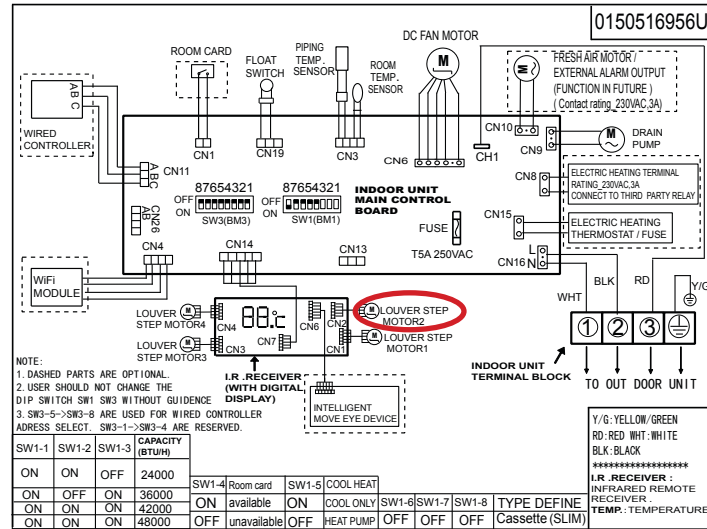 0150516956U
DC FAN MOTOR
ROOM CARD
FLOAT
SWITCH
PIPING
TEMP.
SENSOR
ROOM
TEMP.
SENSOR
M
M
FRESH AIR MOTOR /
EXTERNAL ALARM OUTPUT
(FUNCTION IN FUTURE )
( Contact rating_230VAC,3A)
A B C
WIRED
CONTROLLER
CN1
CN19
CN3
CN6
CH1
CN10
CN9
M
DRAIN
PUMP
A B C
CN11
CN8
ELECTRIC HEATING TERMINAL
RATING_230VAC,3A
CONNECT TO THIRD PARTY RELAY
87654321
OFF
ON
SW3(BM3)
87654321
OFF
ON
SW1(BM1)
INDOOR UNIT
MAIN CONTROL
BOARD
CN15
ELECTRIC HEATING
THERMOSTAT / FUSE
A B
CN26
CN4
CN14
CN13
FUSE
T5A 250VAC
CN16
L
N
WiFi
MODULE
WHT
BLK
RD
Y/G
LOUVER
STEP MOTOR4
M
CN4
88.℃
CN6
CN2
M
LOUVER STEP
MOTOR2
LOUVER
STEP MOTOR3
M
CN3
CN7
CN1
M
LOUVER STEP
MOTOR1
1
2
3
INDOOR UNIT
TERMINAL BLOCK
TO OUT DOOR UNIT
I.R .RECEIVER
(WITH DIGITAL
DISPLAY)
INTELLIGENT
MOVE EYE DEVICE
NOTE:
1. DASHED PARTS ARE OPTIONAL.
2. USER SHOULD NOT CHANGE THE
DIP SWITCH SW1 SW3 WITHOUT GUIDENCE
3. SW3-5->SW3-8 ARE USED FOR WIRED CONTROLLER
ADRESS SELECT. SW3-1->SW3-4 ARE RESERVED.
SW1-1 SW1-2 SW1-3 CAPACITY (BTU/H)
ON ON OFF 24000
ON OFF ON 36000
ON ON ON 42000
ON ON ON 48000
SW1-4 Room card SW1-5 COOL HEAT
ON available ON COOL ONLY SW1-6 SW1-7 SW1-8 TYPE DEFINE
OFF unavailable OFF HEAT PUMP OFF OFF OFF Cassette (SLIM)
Y/G:YELLOW/GREEN
RD:RED WHT:WHITE
BLK:BLACK
*****************
I.R .RECEIVER :
INFRARED REMOTE
RECEIVER .
TEMP.:TEMPERATURE